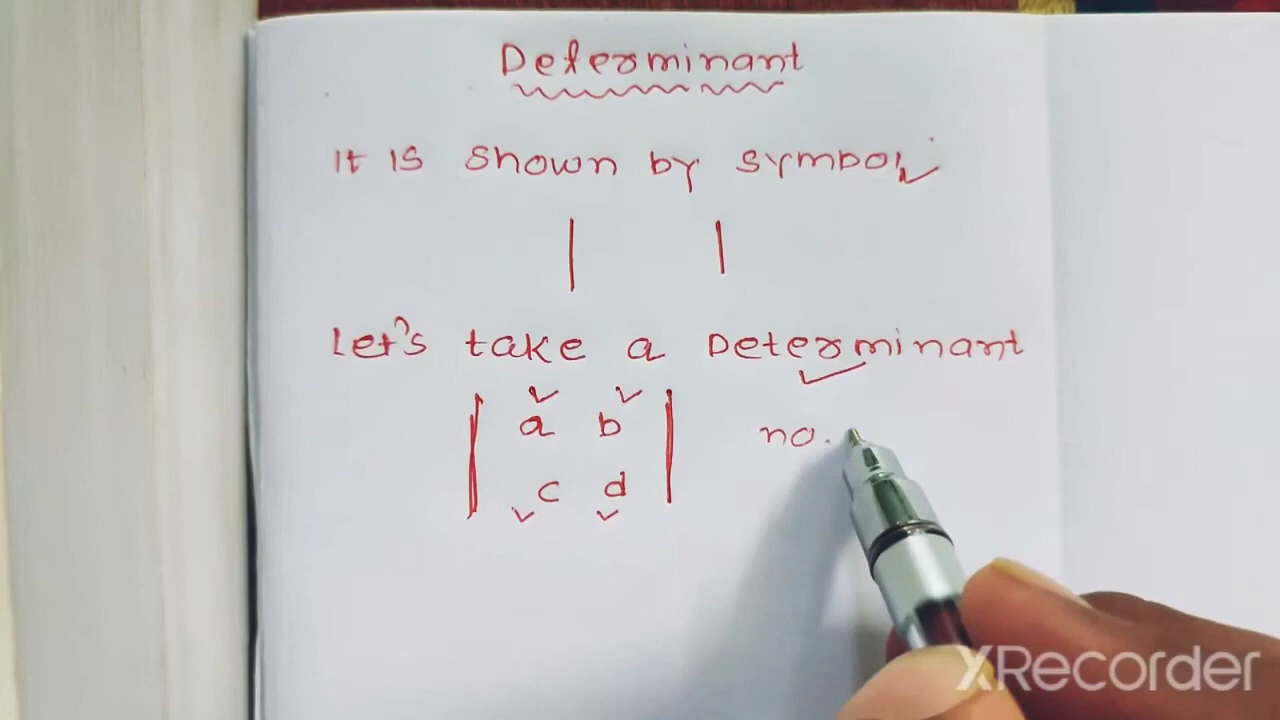 Determinant
It is shown by symbol
| |
Let's take a Determinant
| a b | no.
| c d |
XRecorder